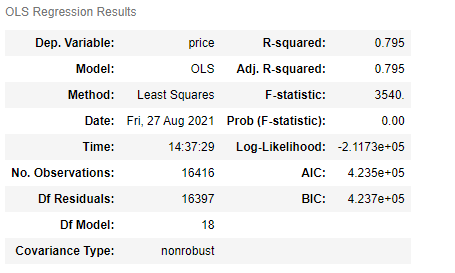 OLS Regression Results
Dep. Variable: price R-squared: 0.795
Model: OLS Adj. R-squared: 0.795
Method: Least Squares F-statistic: 3540.
Date: Fri, 27 Aug 2021 Prob (F-statistic): 0.00
Time: 14:37:29 Log-Likelihood: -2.1173e+05
No. Observations: 16416 AIC: 4.235e+05
Df Residuals: 16397 BIC: 4.237e+05
Df Model: 18
Covariance Type: nonrobust